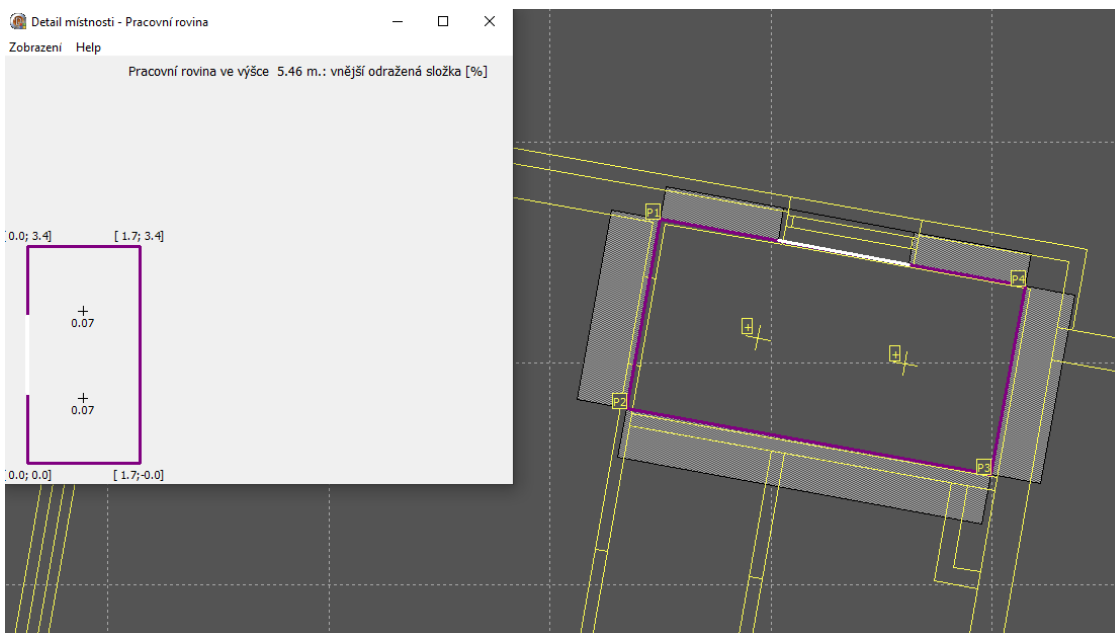 Detail místnosti - Pracovní rovina
Zobrazení Help
Pracovní rovina ve výšce 5.46 m.: vnější odražená složka [%]
0.0; 3.4] [ 1.7; 3.4]
0.07
0.07
0.0; 0.0] [ 1.7;-0.0]
P1
P4
P2
P3